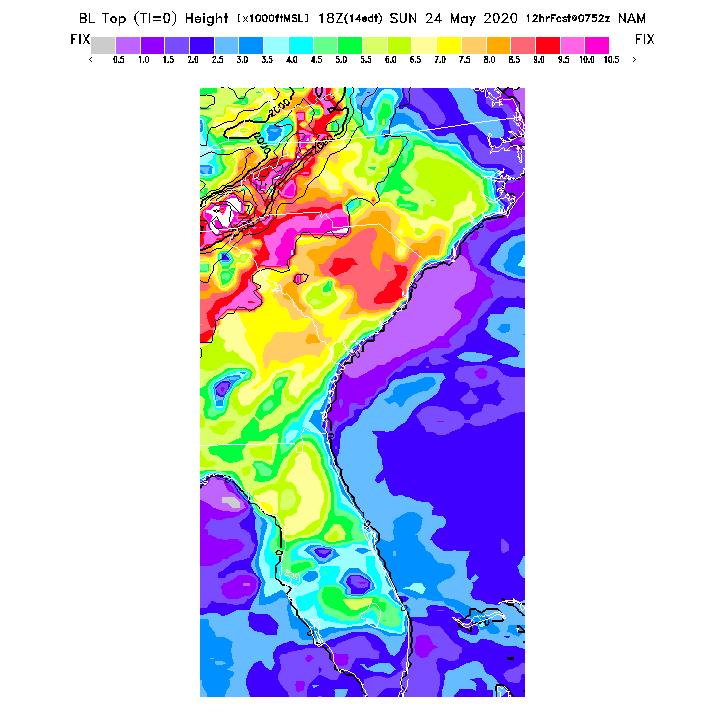 BL Top (TI=0) Height [x1000ftMSL] 18Z(14edt) SUN 24 May 2020 12hrFcst@0752z NAM
FIX FIX
0.5 1.0 1.5 2.0 2.5 3.0 3.5 4.0 4.5 5.0 5.5 6.0 6.5 7.0 7.5 8.0 8.5 9.0 9.5 10.0 10.5
< >
2000